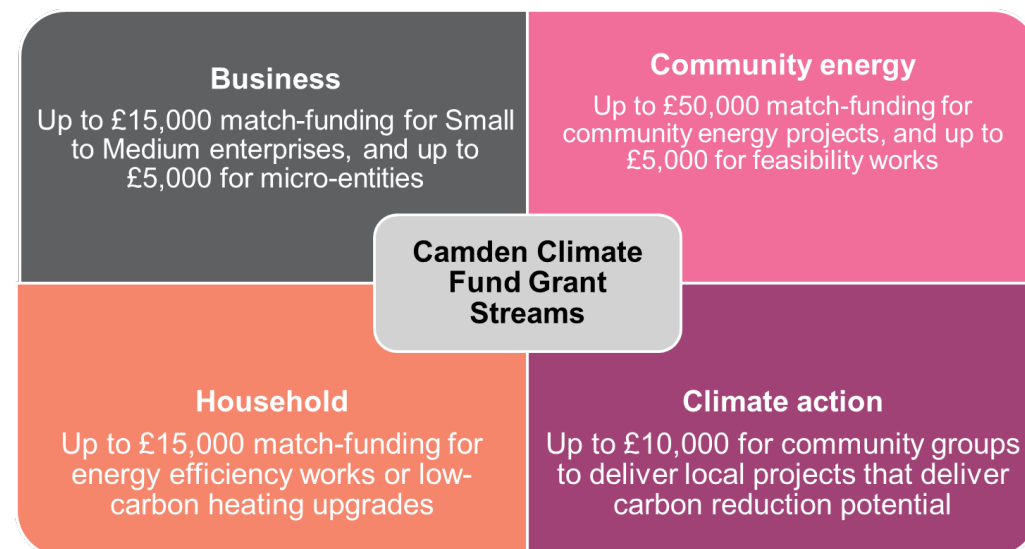 Business
Up to £15,000 match-funding for Small
to Medium enterprises, and up to
£5,000 for micro-entities
Community energy
Up to £50,000 match-funding for
community energy projects, and up to
£5,000 for feasibility works
Camden Climate
Fund Grant
Streams
Household
Up to £15,000 match-funding for
energy efficiency works or low-
carbon heating upgrades
Climate action
Up to £10,000 for community groups
to deliver local projects that deliver
carbon reduction potential